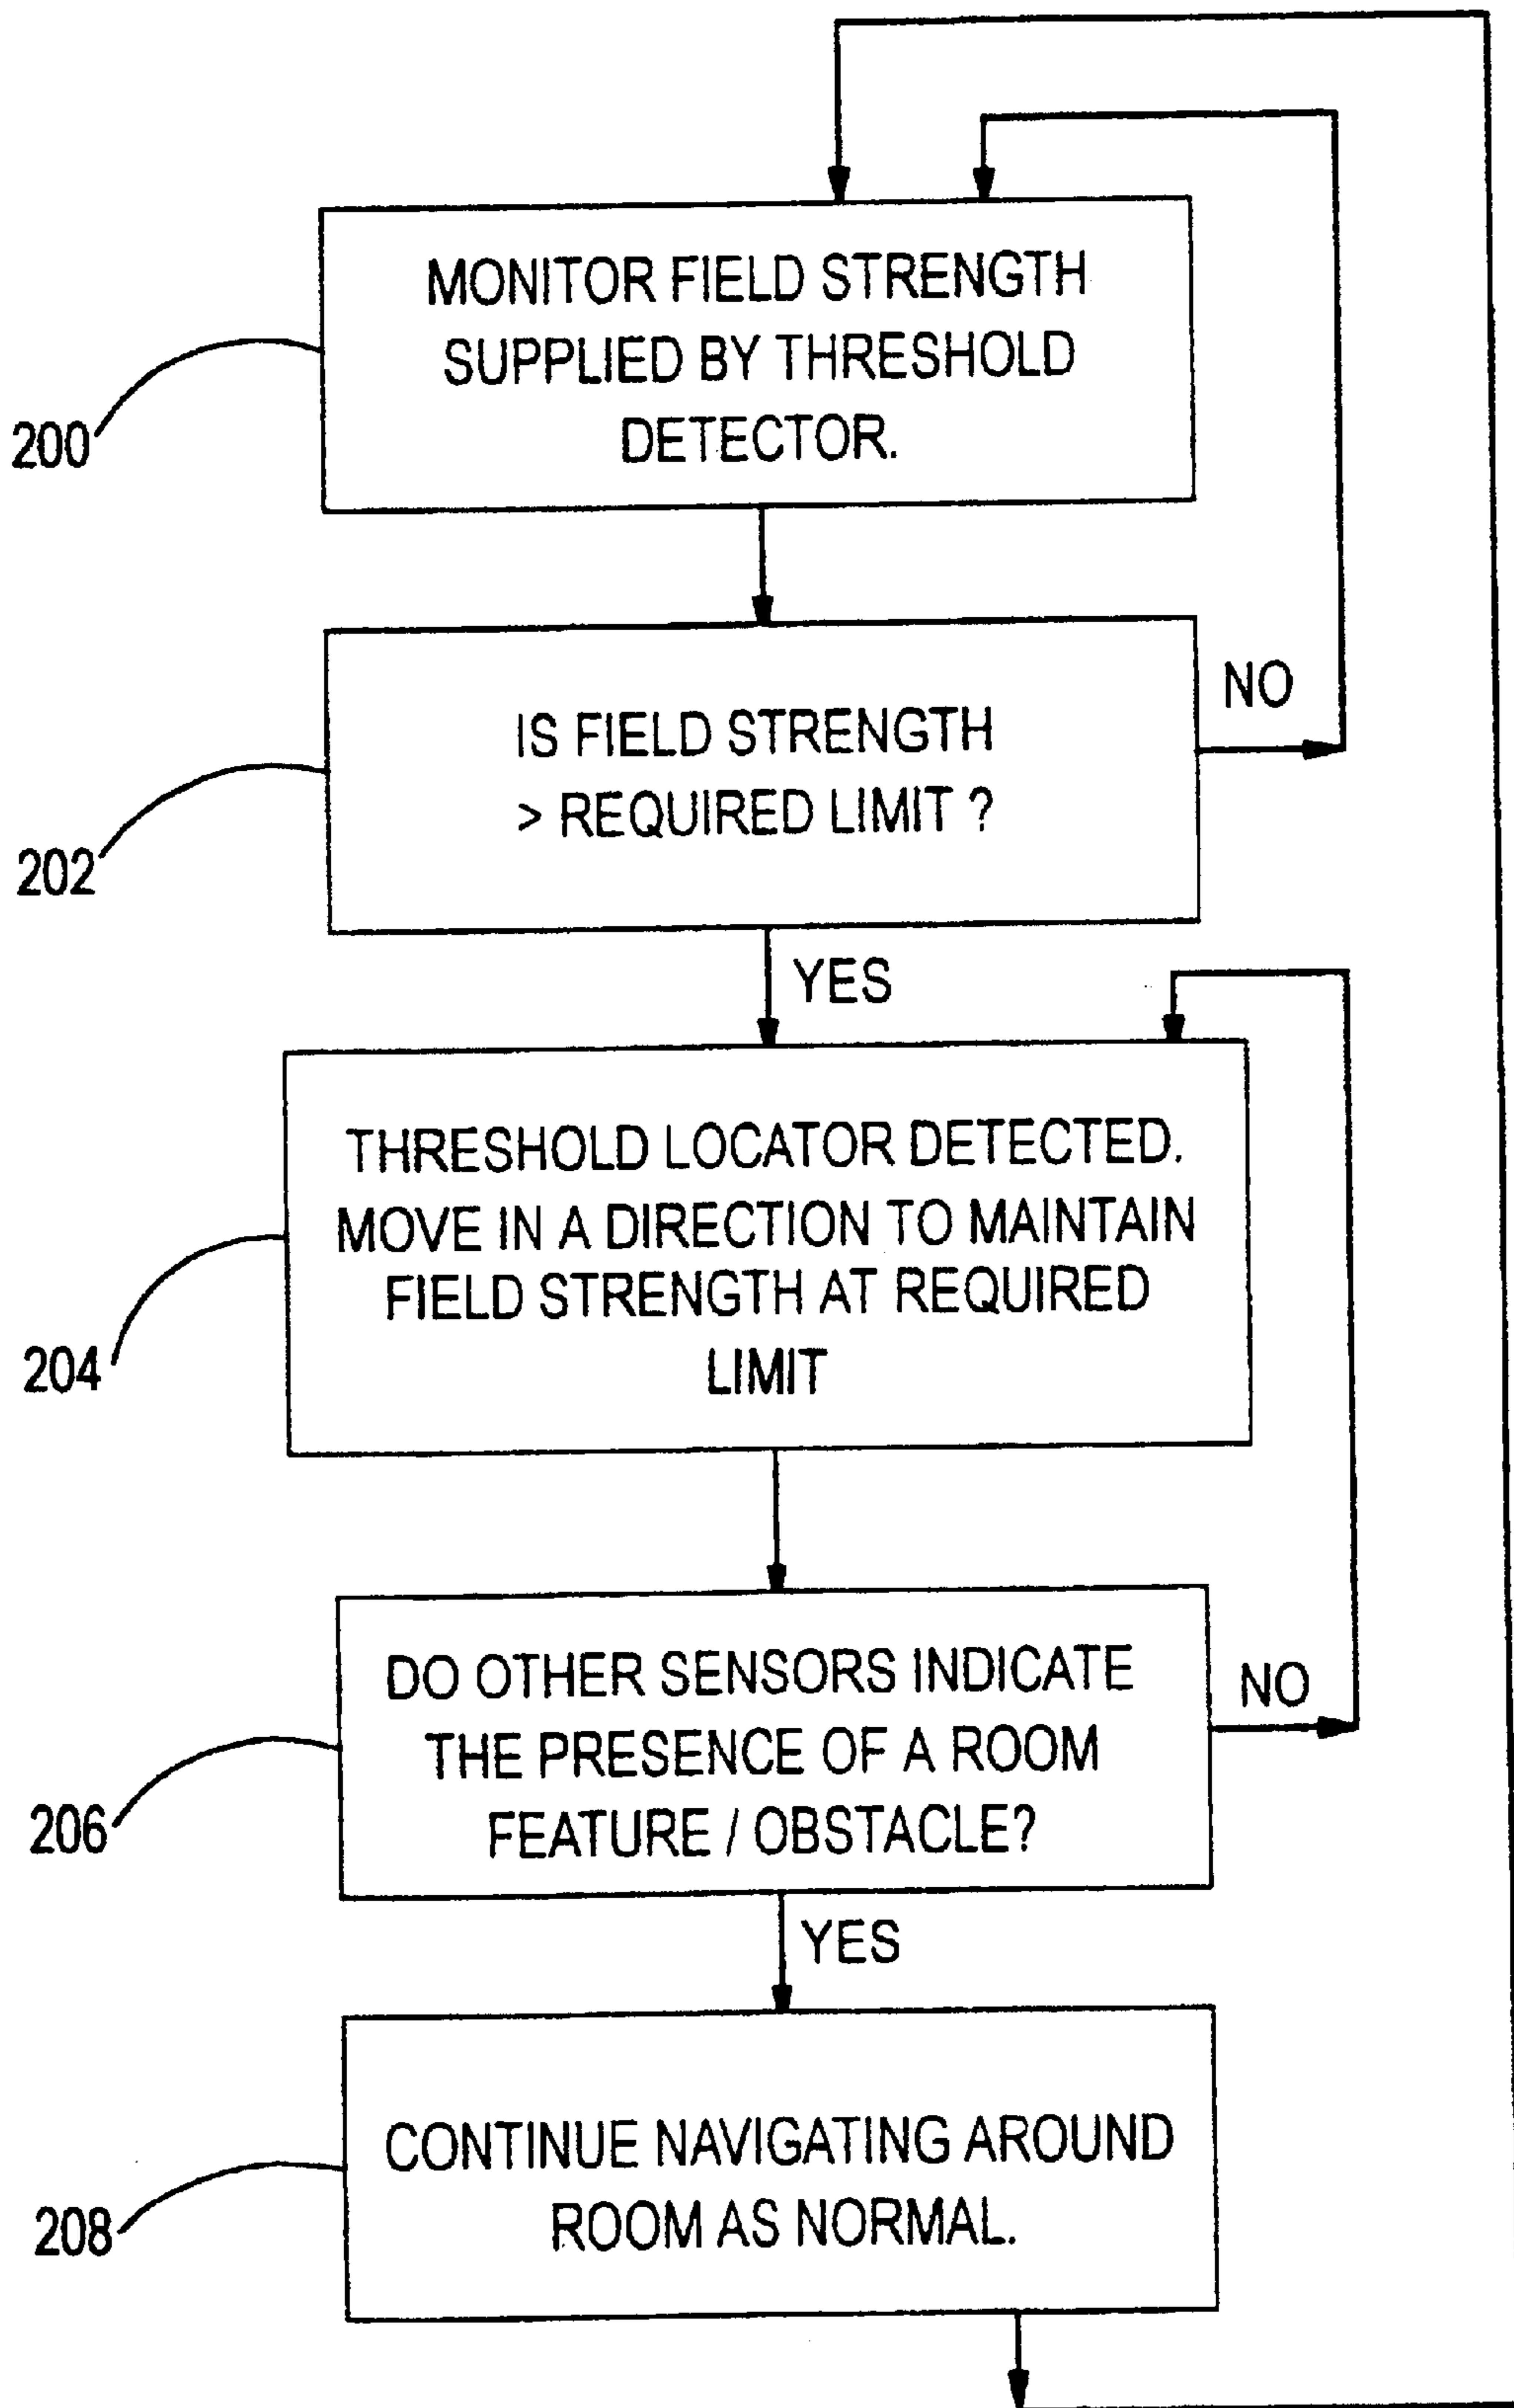 MONITOR FIELD STRENGTH
SUPPLIED BY THRESHOLD
DETECTOR.
200
IS FIELD STRENGTH
> REQUIRED LIMIT ?
NO
202
YES
THRESHOLD LOCATOR DETECTED.
MOVE IN A DIRECTION TO MAINTAIN
FIELD STRENGTH AT REQUIRED
LIMIT
204
DO OTHER SENSORS INDICATE
THE PRESENCE OF A ROOM
FEATURE / OBSTACLE?
NO
206
YES
CONTINUE NAVIGATING AROUND
ROOM AS NORMAL.
208